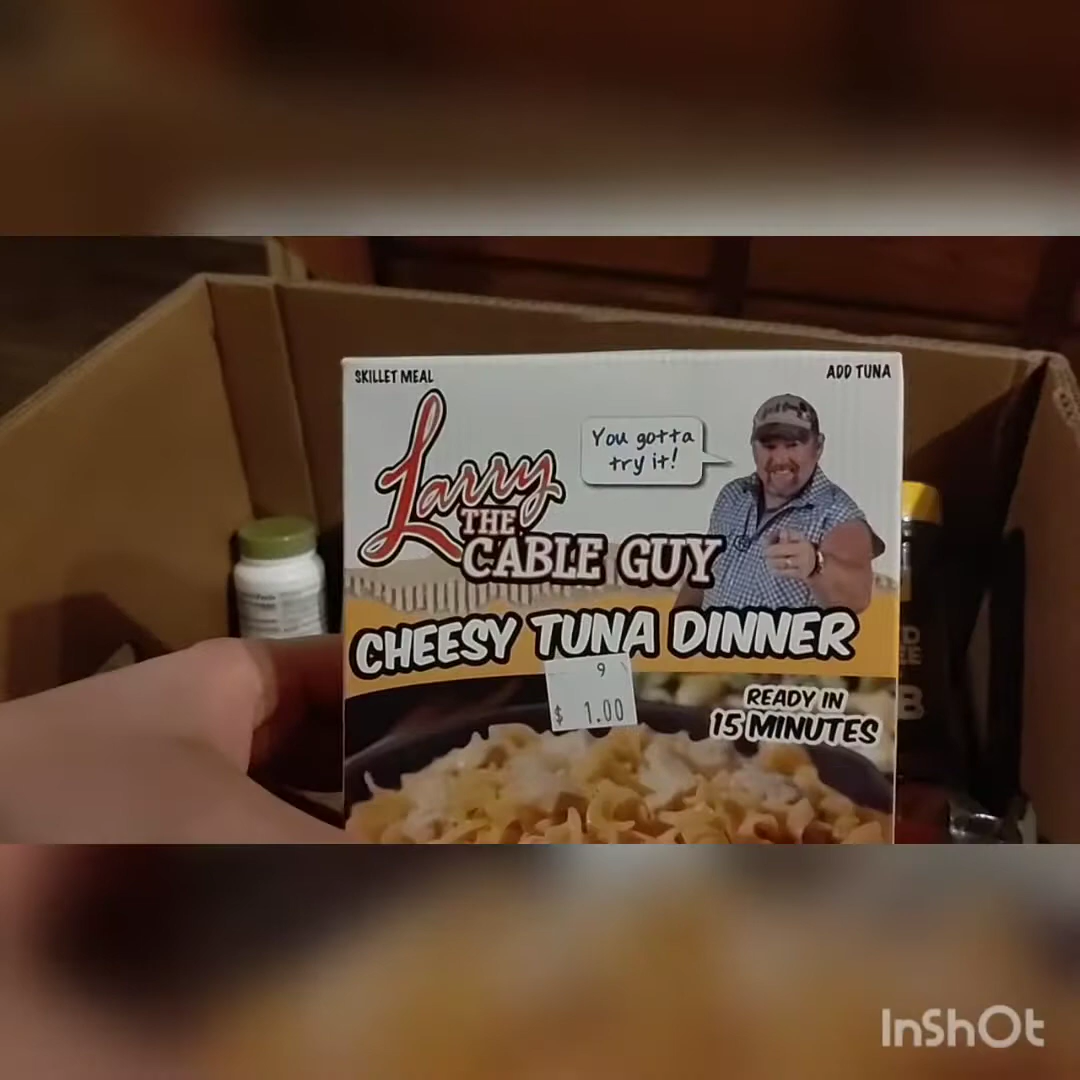 SKILLET MEAL
ADD TUNA
You gotta
try it!
Larry
THE
CABLE GUY
CHEESY TUNA DINNER
9
$ 1.00
READY IN
15 MINUTES
B
InShOt